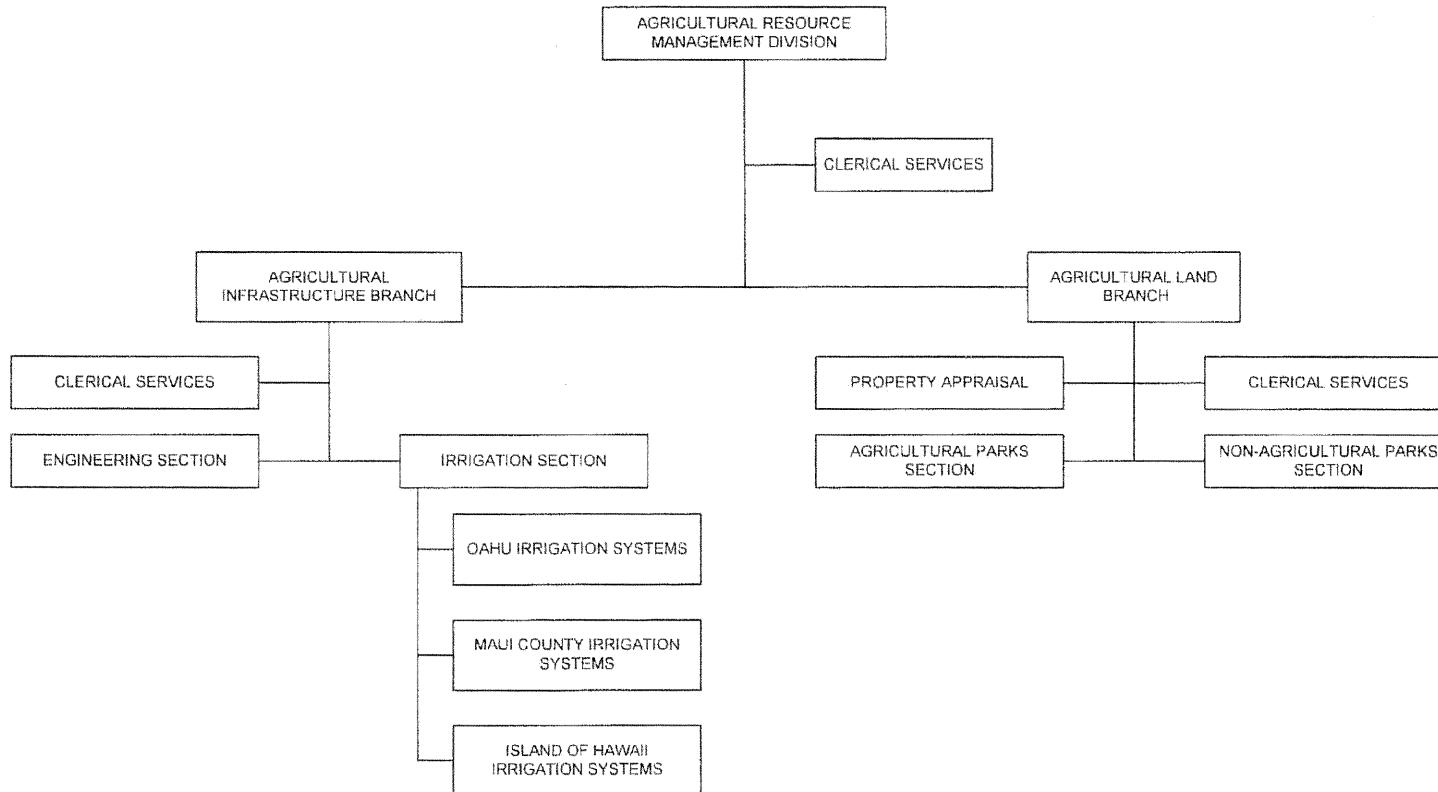 AGRICULTURAL RESOURCE
MANAGEMENT DIVISION
CLERICAL SERVICES
AGRICULTURAL
INFRASTRUCTURE BRANCH
AGRICULTURAL LAND
BRANCH
CLERICAL SERVICES
PROPERTY APPRAISAL
CLERICAL SERVICES
ENGINEERING SECTION
IRRIGATION SECTION
AGRICULTURAL PARKS
SECTION
NON-AGRICULTURAL PARKS
SECTION
OAHU IRRIGATION SYSTEMS
MAUI COUNTY IRRIGATION
SYSTEMS
ISLAND OF HAWAII
IRRIGATION SYSTEMS